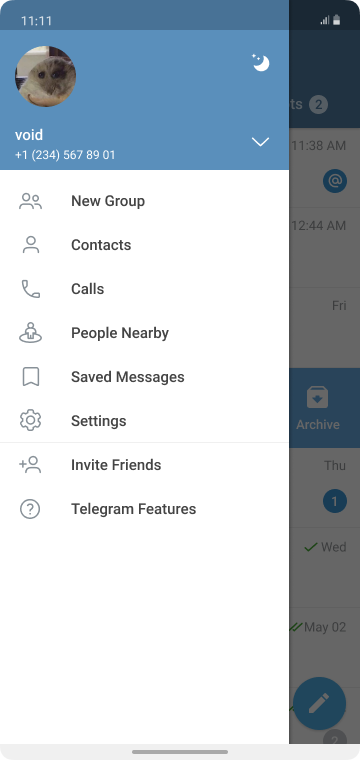 11:11
void
+1 (234) 567 89 01
New Group
Contacts
Calls
People Nearby
Saved Messages
Settings
Invite Friends
Telegram Features
2
11:38 AM
@
12:44 AM
Fri
Archive
Thu
1
Wed
May 02
2